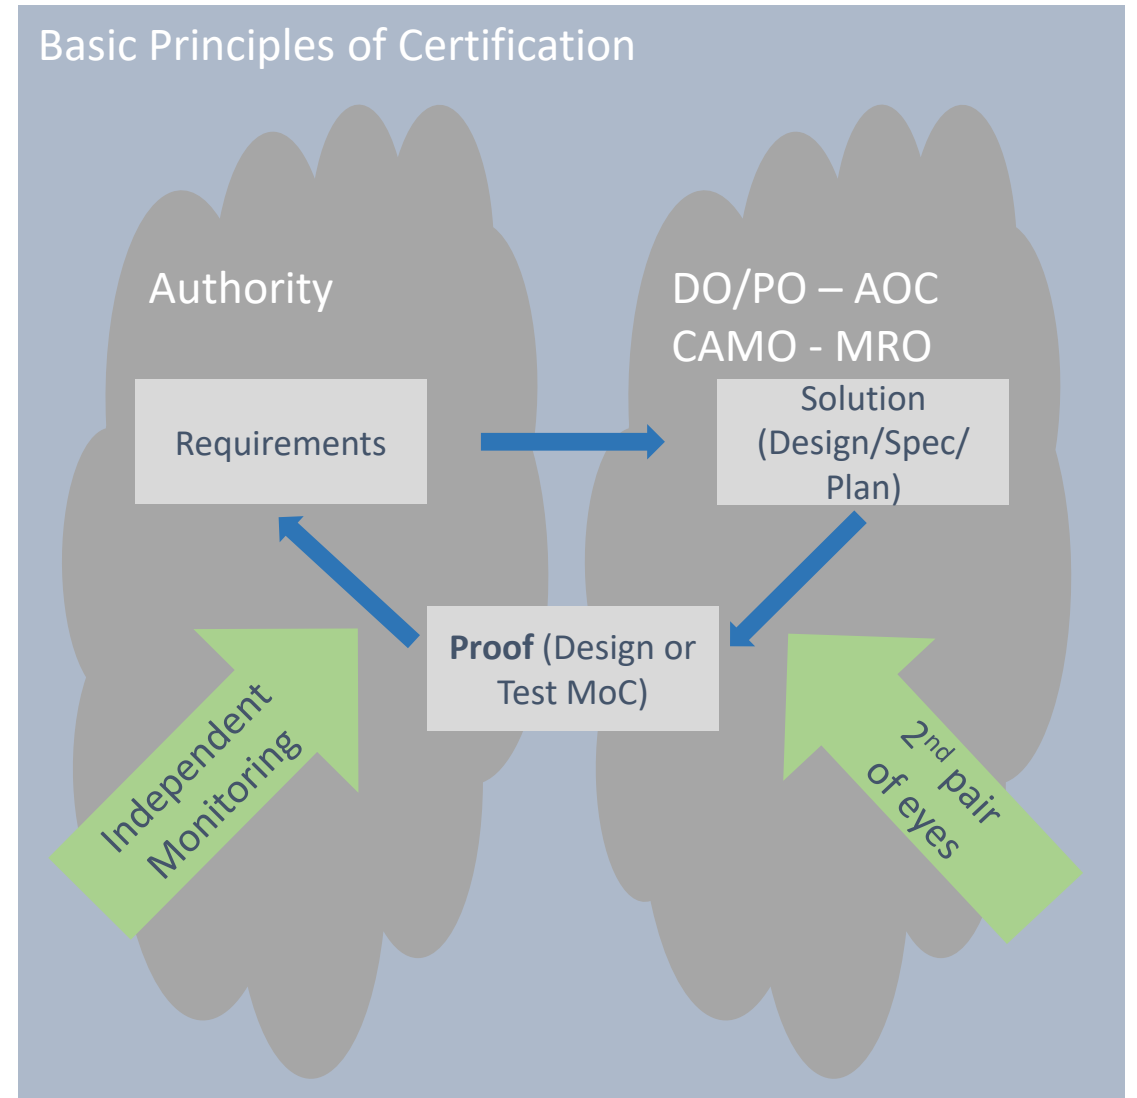 Basic Principles of Certification
Authority
DO/PO – AOC
CAMO - MRO
Requirements
Solution
(Design/Spec/
Plan)
Proof (Design or
Test MoC)
Independent
Monitoring
2nd pair
of eyes